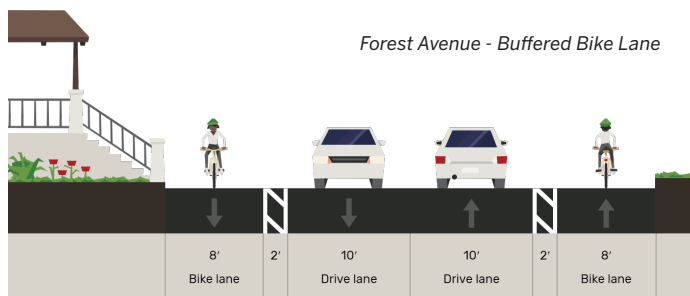 Forest Avenue - Buffered Bike Lane
8′ 2′ 10′ 10′ 2′ 8′
Bike lane Drive lane Drive lane Bike lane